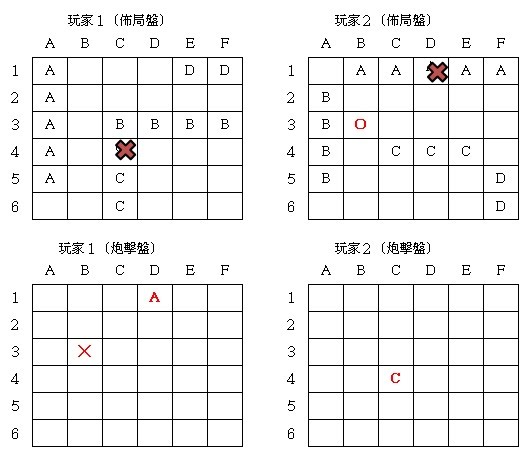 玩家1〔佈局盤〕 玩家2〔佈局盤〕
A B C D E F A B C D E F
1 A D D 1 A A A A
2 A 2 B
3 A B B B B 3 B O
4 A 4 B C C C
5 A C 5 B D
6 C 6 D
玩家1〔炮擊盤〕 玩家2〔炮擊盤〕
A B C D E F A B C D E F
1 A 1
2 2
3 × 3
4 4 C
5 5
6 6